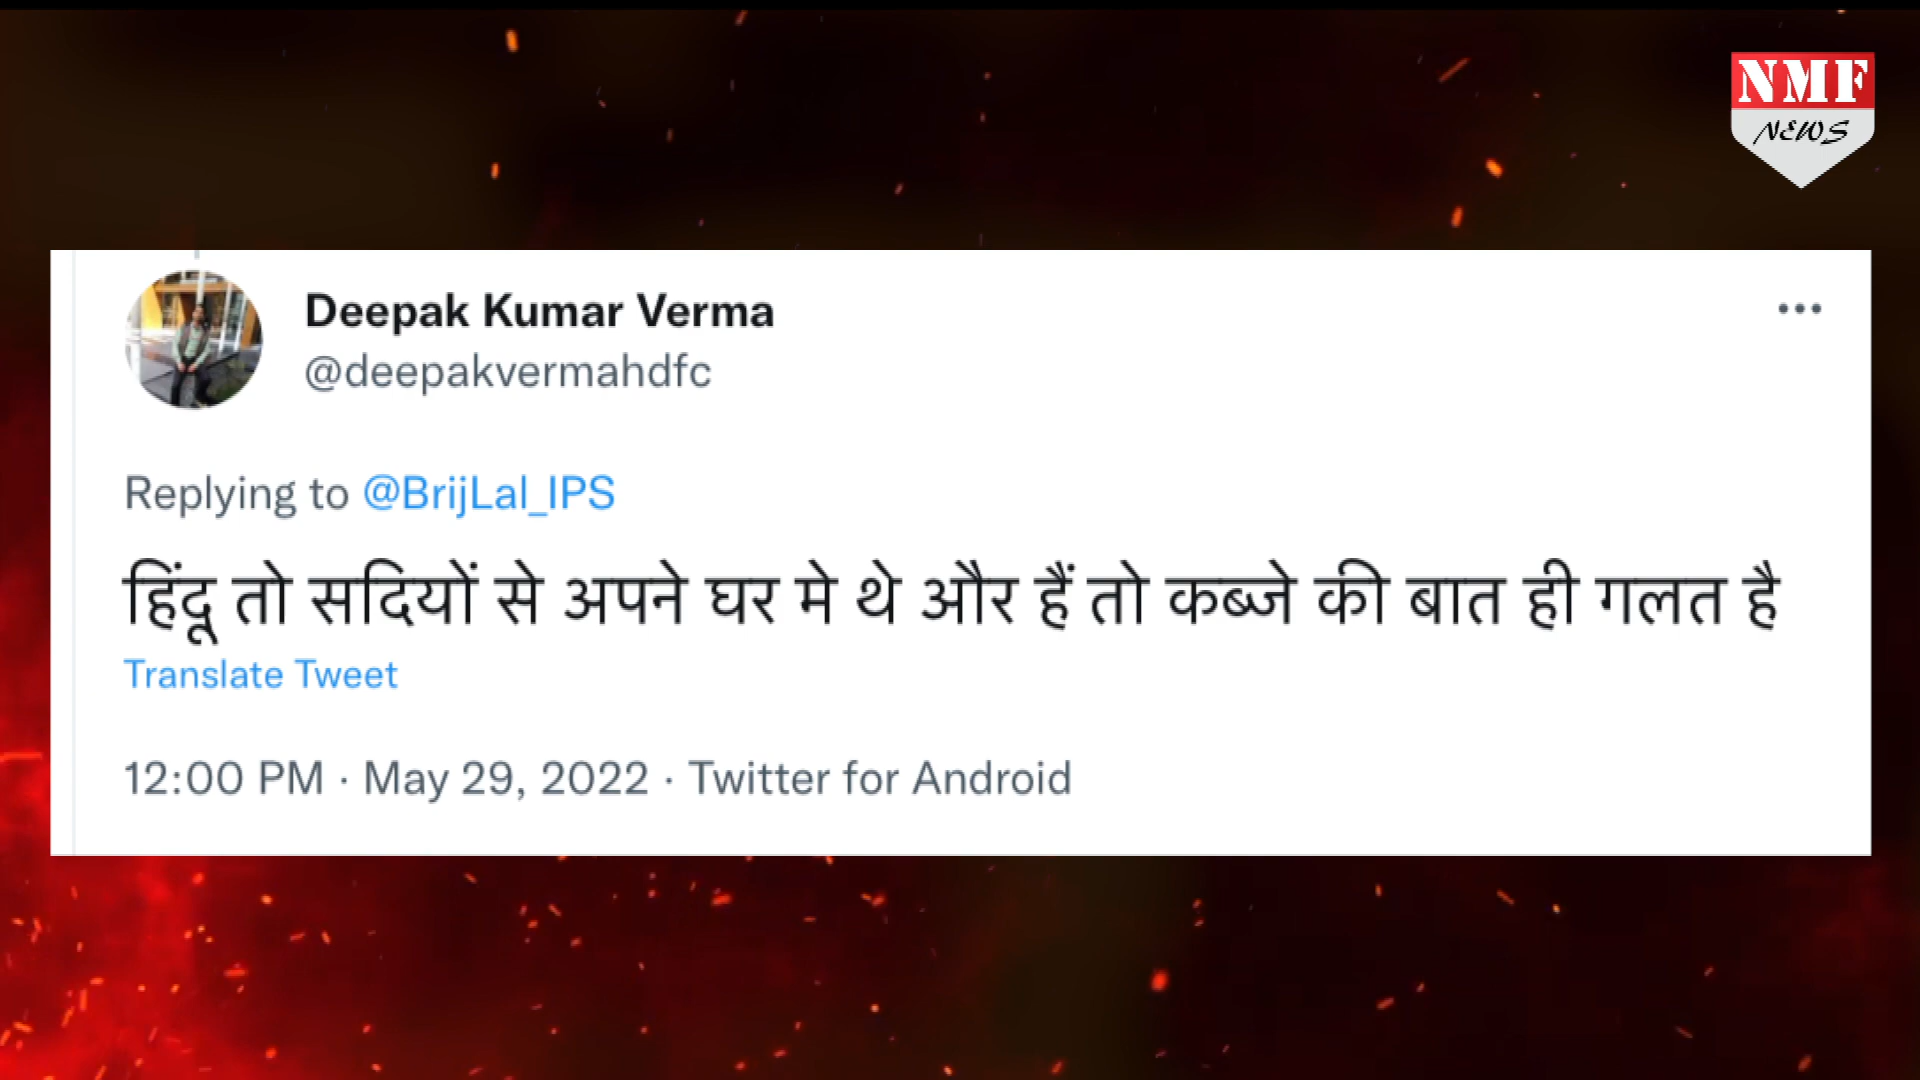 NMF
NEWS
Deepak Kumar Verma
@deepakvermahdfc
Replying to @BrijLal_IPS
हिंदू तो सदियों से अपने घर मे थे और हैं तो कब्जे की बात ही गलत है
Translate Tweet
12:00 PM · May 29, 2022 · Twitter for Android